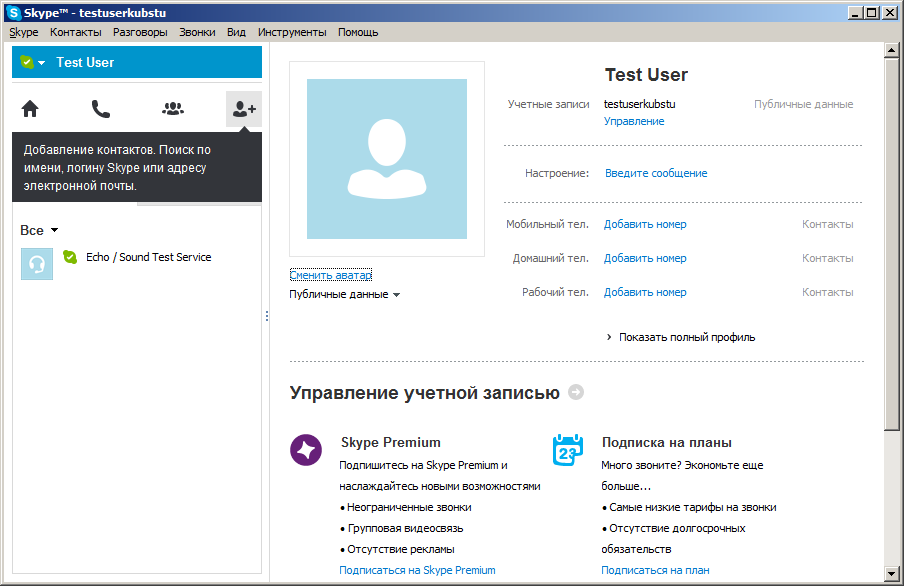 Skype™ - testuserkubstu
Skype Контакты Разговоры Звонки Вид Инструменты Помощь
Test User
Добавление контактов. Поиск по
имени, логину Skype или адресу
электронной почты.
Все
Echo / Sound Test Service
Сменить аватар
Публичные данные
Test User
Учетные записи testuserkubstu Публичные данные
Управление
Настроение: Введите сообщение
Мобильный тел. Добавить номер Контакты
Домашний тел. Добавить номер Контакты
Рабочий тел. Добавить номер Контакты
Показать полный профиль
Управление учетной записью
Skype Premium
Подпишитесь на Skype Premium и
наслаждайтесь новыми возможностями
• Неограниченные звонки
• Групповая видеосвязь
• Отсутствие рекламы
Подписаться на Skype Premium
23
Подписка на планы
Много звоните? Экономьте еще
больше...
• Самые низкие тарифы на звонки
• Отсутствие долгосрочных
обязательств
Подписаться на план